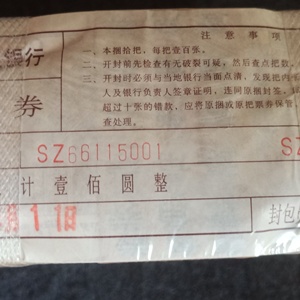 注意事项
银行
一、本捆拾把，每把壹百张。
二、开封前先检查有无破裂可疑，然后查点把数，
三、开封时必须与当地银行当面点清，发现把内
人及银行负责人签章证明，连同原捆封签、
超过十张的错款，应将原捆或原把票券保管
查处理。
券
SZ66115001
计壹佰圆整
月11日
封包